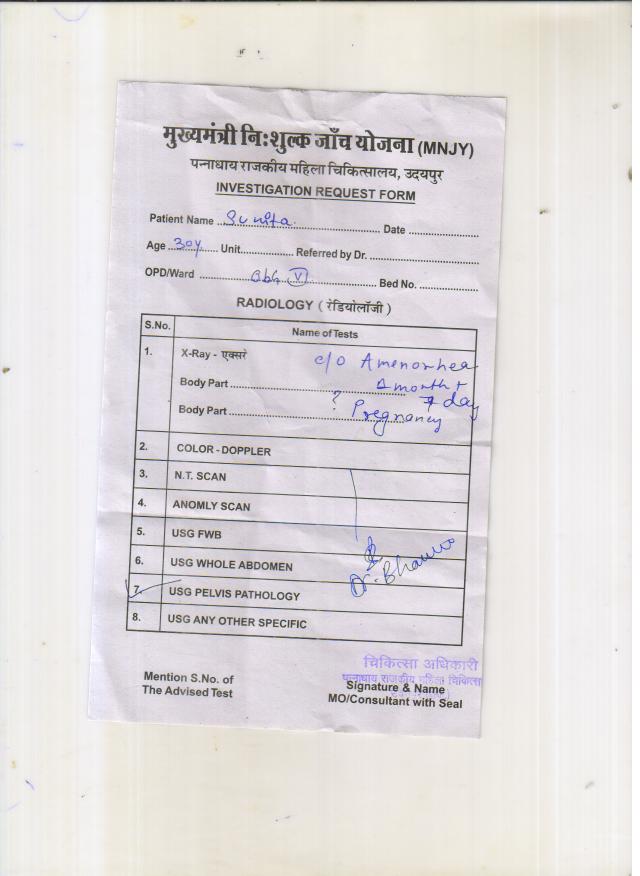 मुख्यमंत्री निःशुल्क जाँच योजना (MNJY)
पन्नाधाय राजकीय महिला चिकित्सालय, उदयपुर
INVESTIGATION REQUEST FORM
Patient Name Sunita Date
Age 30y Unit Referred by Dr.
OPD/Ward V Bed No.
RADIOLOGY ( रेडियोलॉजी )
S.No. Name of Tests
1. X-Ray - एक्सरे c/o Amenorhea
Body Part 1 month +
7 day
Body Part ? Pregnancy
2. COLOR - DOPPLER
3. N.T. SCAN
4. ANOMLY SCAN
5. USG FWB
6. USG WHOLE ABDOMEN
Dr.
7. USG PELVIS PATHOLOGY
8. USG ANY OTHER SPECIFIC
चिकित्सा अधिकारी
पन्नाधाय राजकीय महिला चिकित्सा
Mention S.No. of
The Advised Test
Signature & Name
MO/Consultant with Seal